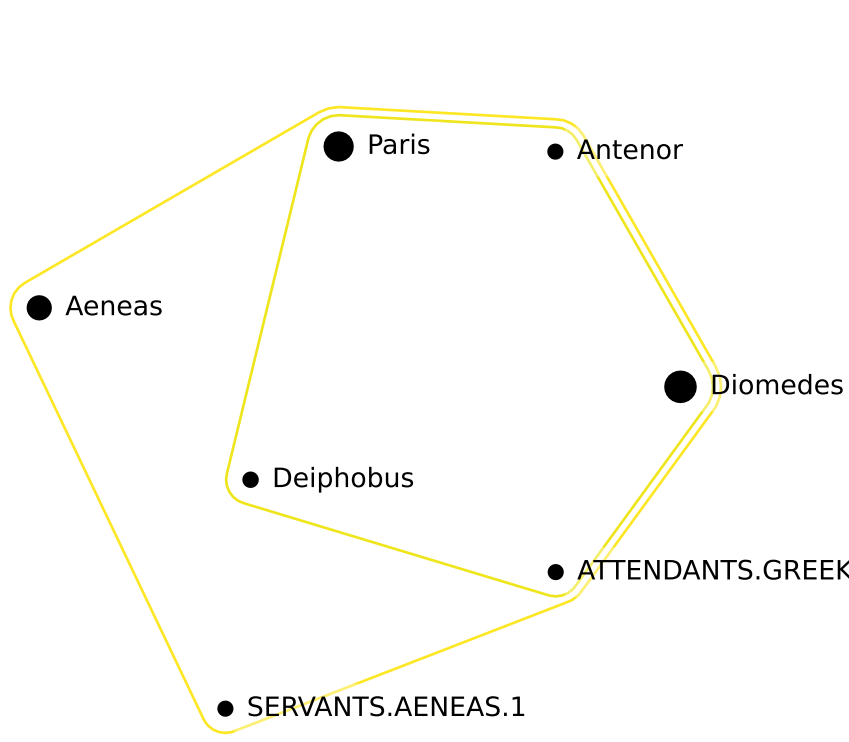 Paris
Antenor
Aeneas
Diomedes
Deiphobus
ATTENDANTS.GREEK
SERVANTS.AENEAS.1